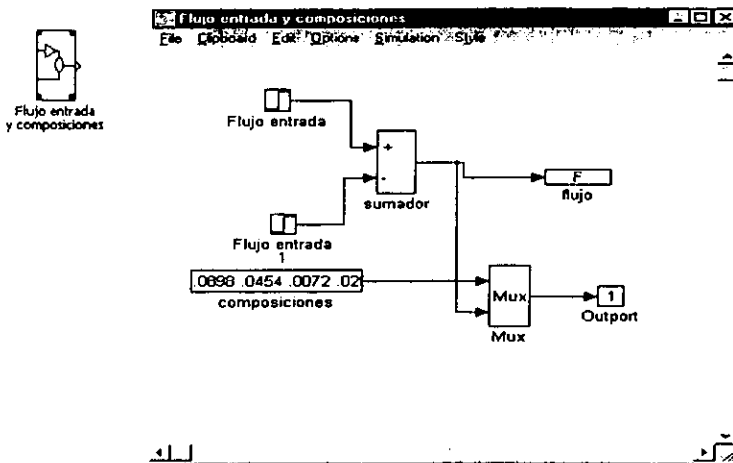 Flujo entrada y composiciones
File Clipboard Edit Options Simulation Style
Flujo entrada
y composiciones
Flujo entrada
+
-
sumador
F
flujo
Flujo entrada
1
.0898 .0454 .0072 .02
composiciones
Mux
Mux
1
Outport